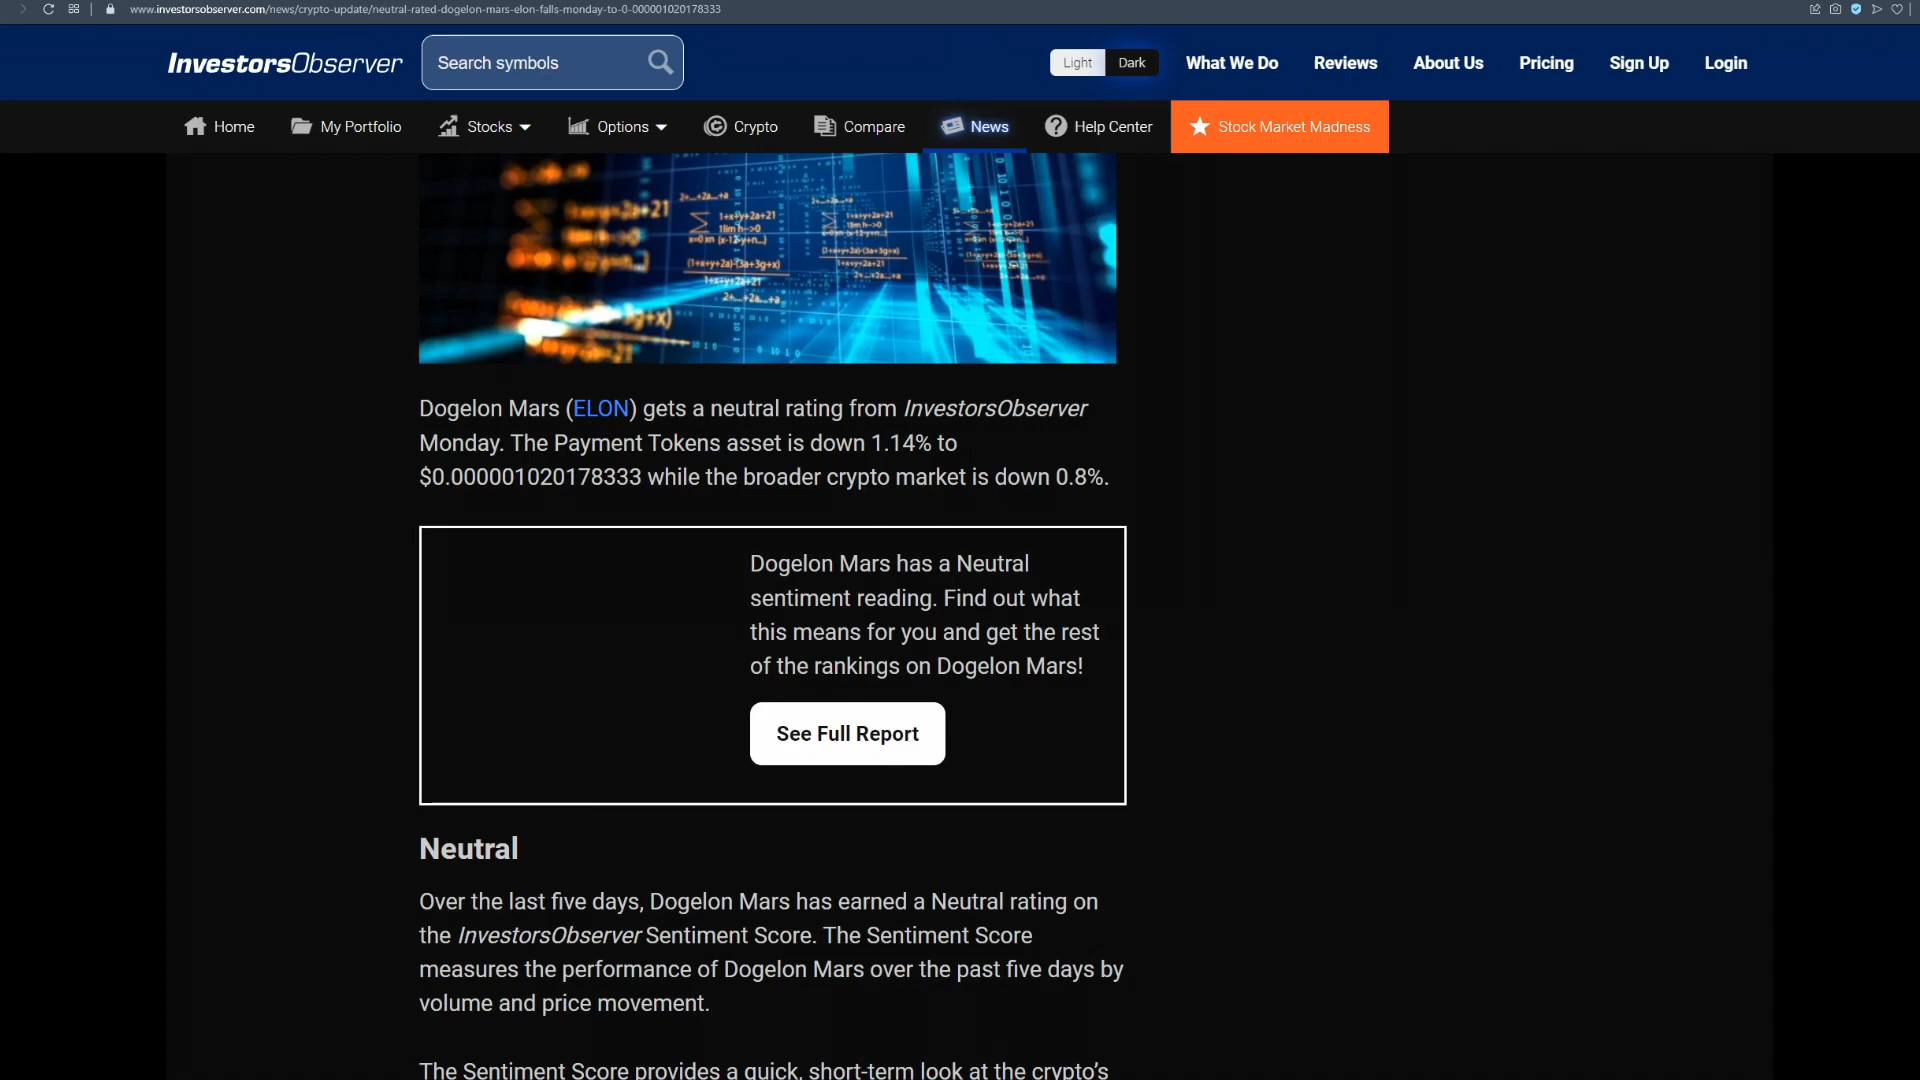 www.investorsobserver.com/news/crypto-update/neutral-rated-dogelon-mars-elon-falls-monday-to-0-000001020178333
InvestorsObserver
Search symbols
Light Dark
What We Do Reviews About Us Pricing Sign Up Login
Home My Portfolio Stocks Options Crypto Compare News Help Center Stock Market Madness
Dogelon Mars (ELON) gets a neutral rating from InvestorsObserver
Monday. The Payment Tokens asset is down 1.14% to
$0.000001020178333 while the broader crypto market is down 0.8%.
Dogelon Mars has a Neutral
sentiment reading. Find out what
this means for you and get the rest
of the rankings on Dogelon Mars!
See Full Report
Neutral
Over the last five days, Dogelon Mars has earned a Neutral rating on
the InvestorsObserver Sentiment Score. The Sentiment Score
measures the performance of Dogelon Mars over the past five days by
volume and price movement.
The Sentiment Score provides a quick, short-term look at the crypto's